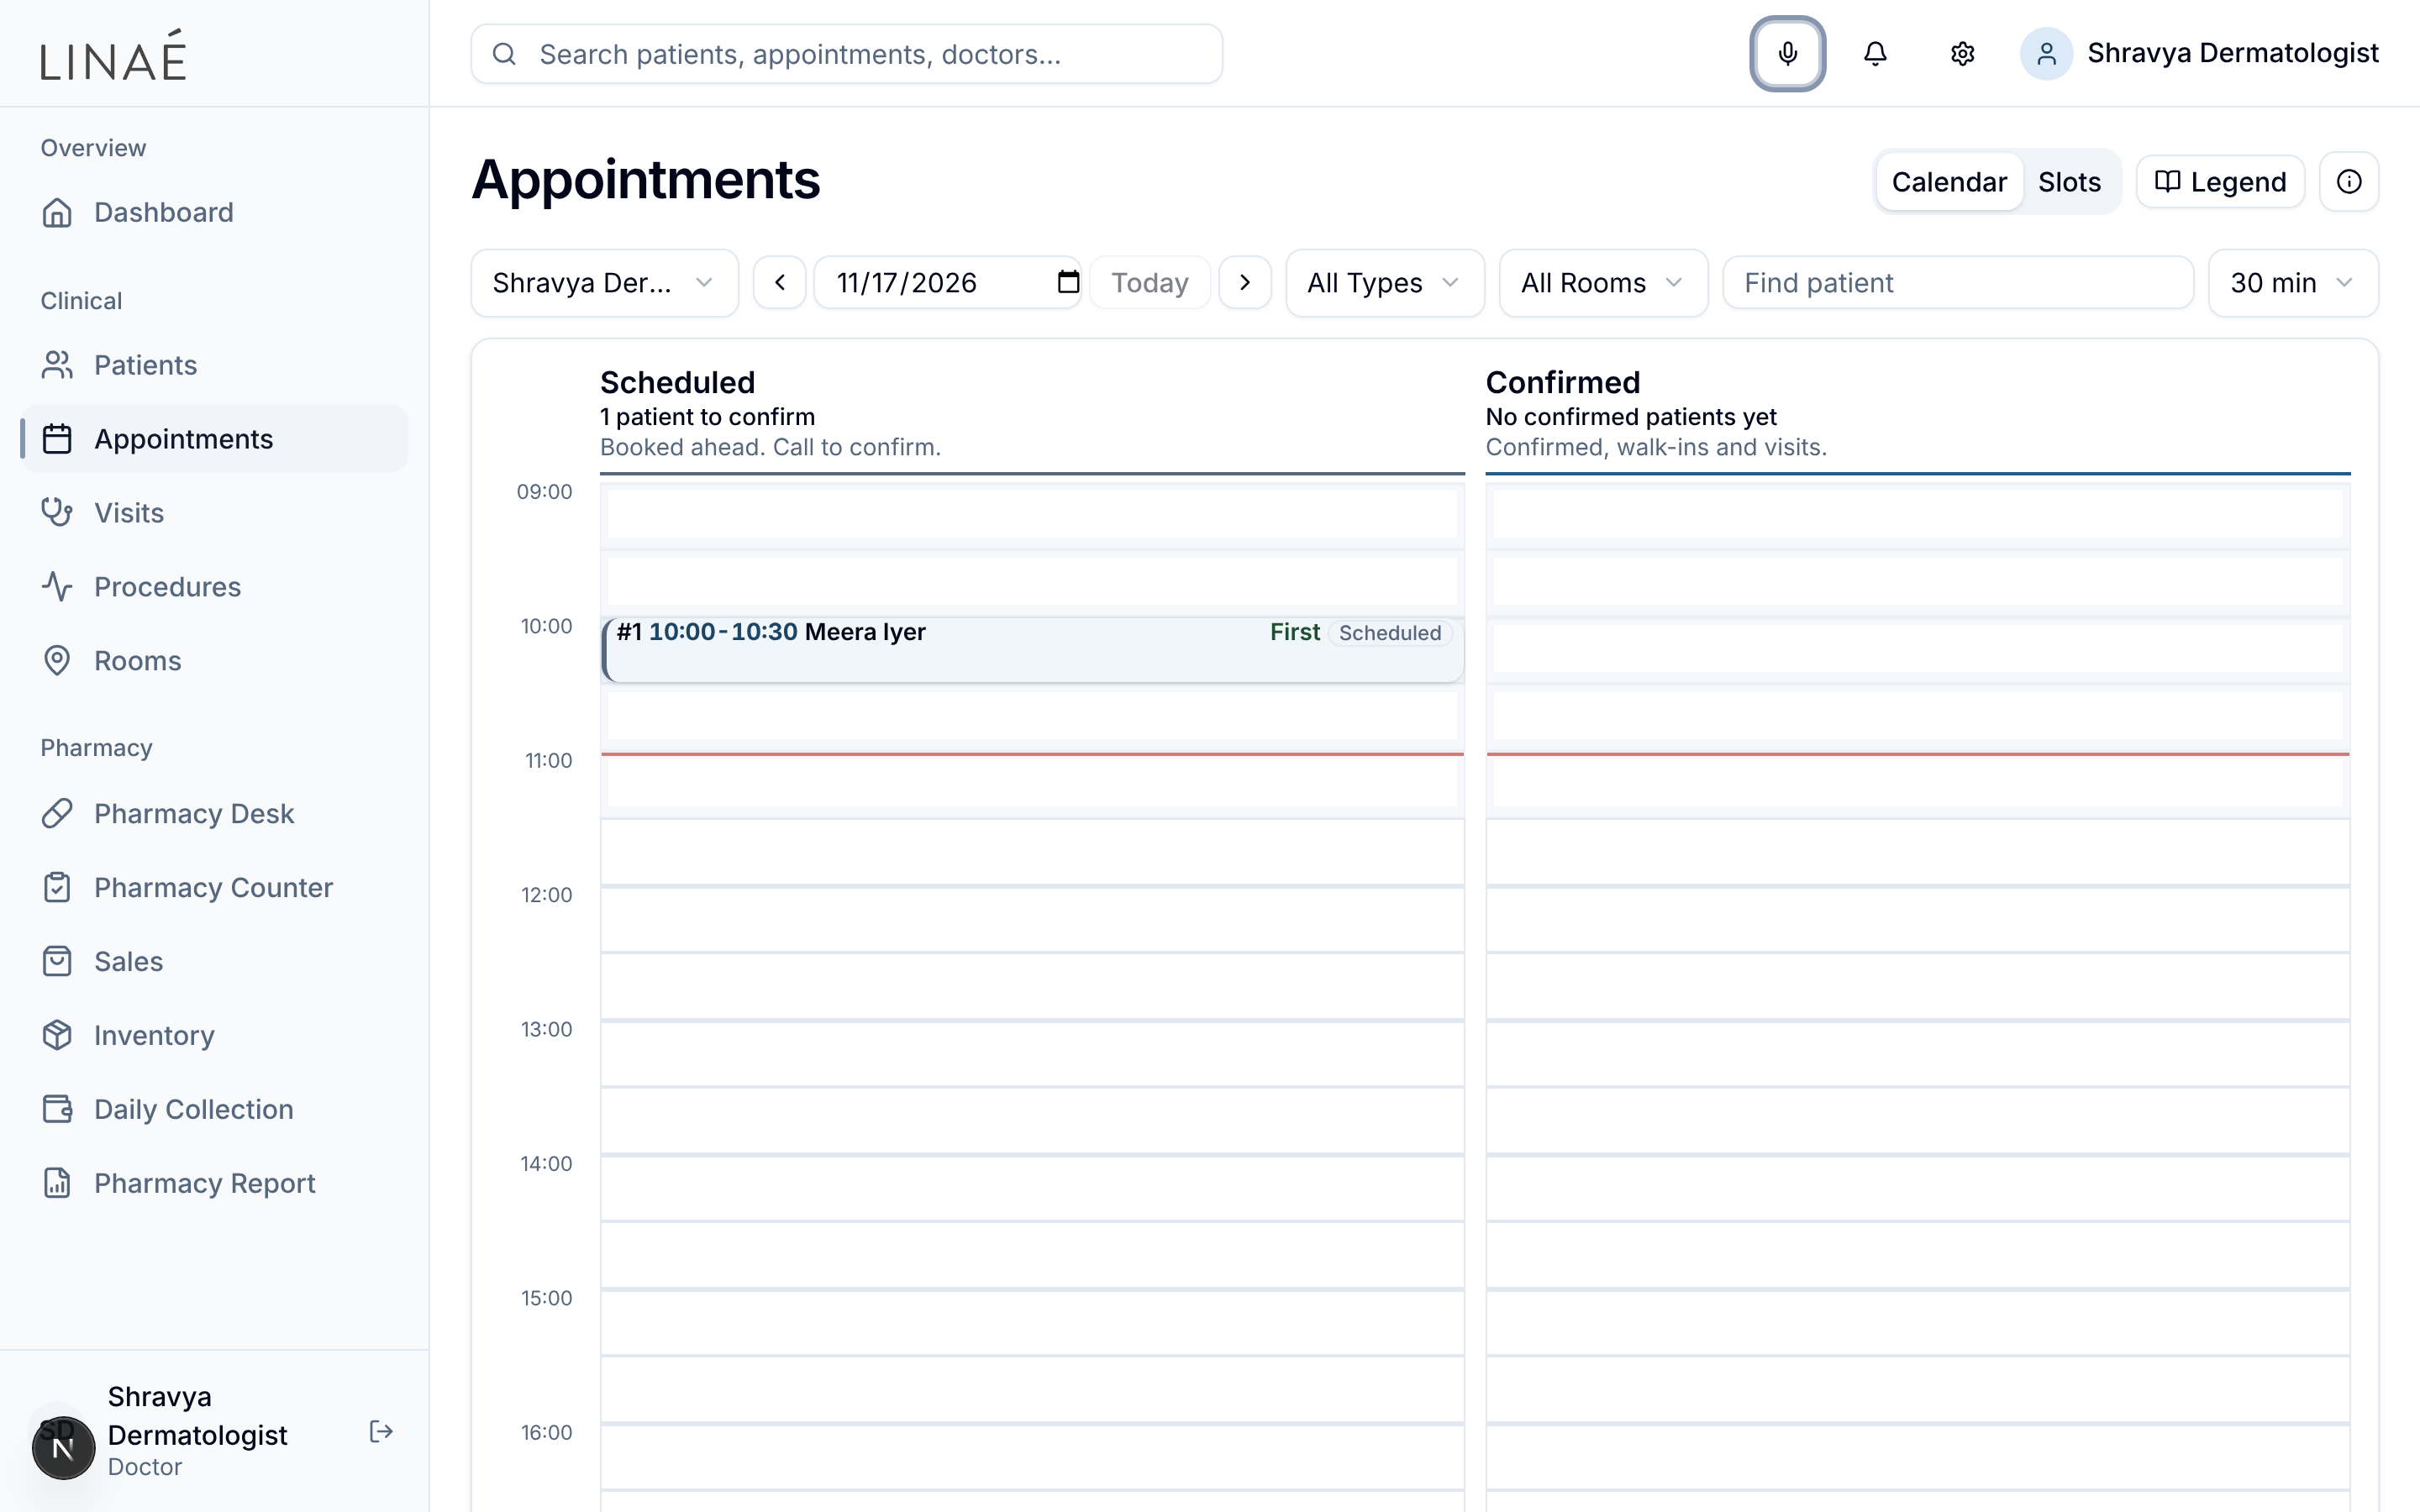 LINAÉ
Search patients, appointments, doctors...
Shravya Dermatologist
Overview
Dashboard
Clinical
Patients
Appointments
Visits
Procedures
Rooms
Pharmacy
Pharmacy Desk
Pharmacy Counter
Sales
Inventory
Daily Collection
Pharmacy Report
Shravya
Dermatologist
Doctor
SD
N
Appointments
Calendar
Slots
Legend
Shravya Der...
11/17/2026
Today
All Types
All Rooms
Find patient
30 min
Scheduled
1 patient to confirm
Booked ahead. Call to confirm.
Confirmed
No confirmed patients yet
Confirmed, walk-ins and visits.
09:00
10:00
#1 10:00-10:30 Meera Iyer First Scheduled
11:00
12:00
13:00
14:00
15:00
16:00